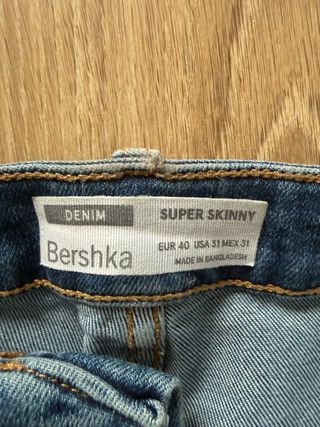 DENIM
Bershka
SUPER SKINNY
EUR 40 USA 31 MEX 31
MADE IN BANGLADESH